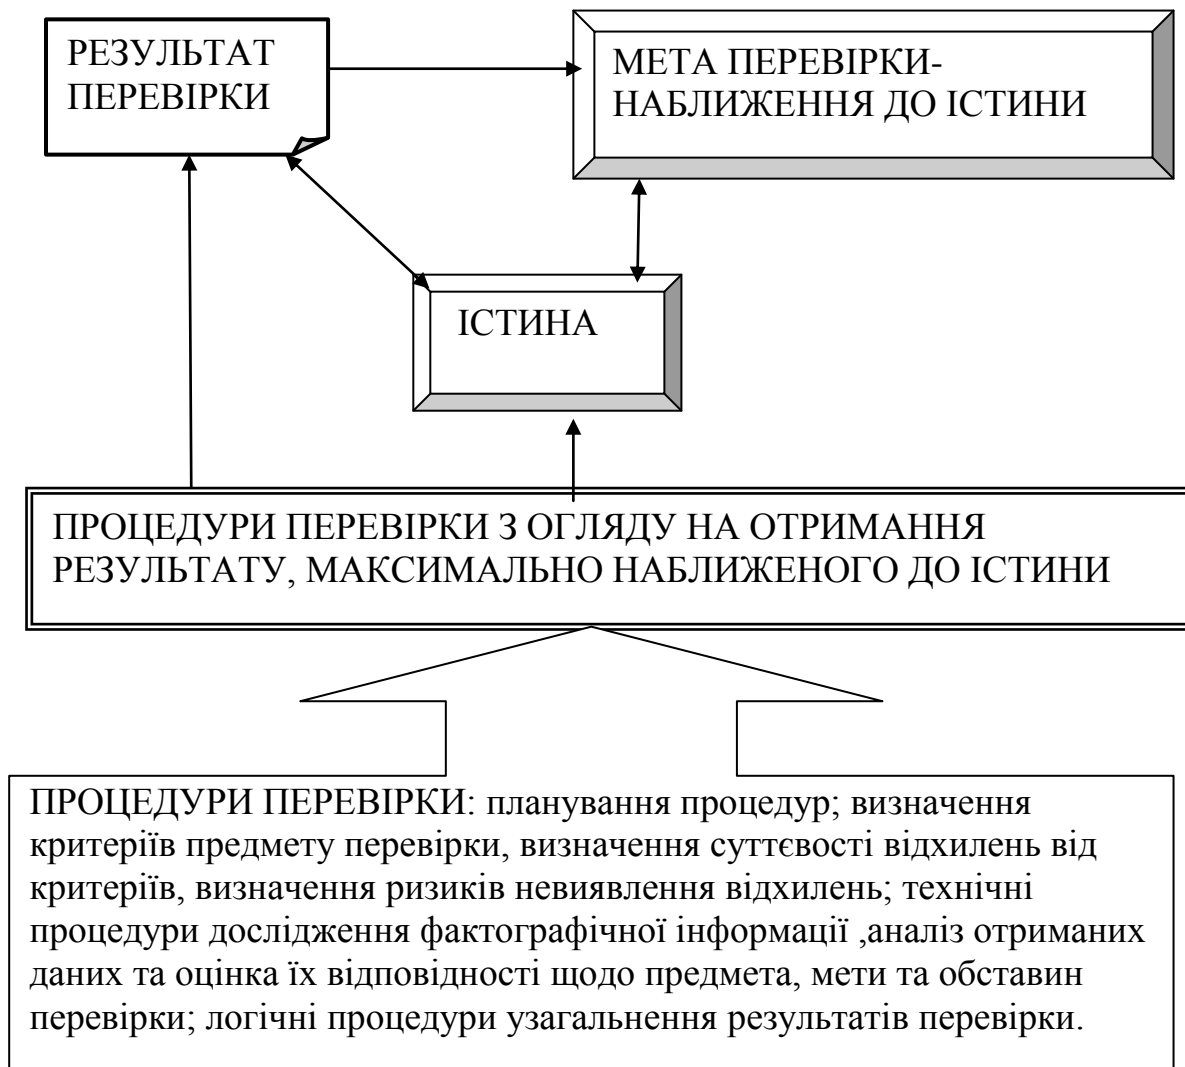 РЕЗУЛЬТАТ
ПЕРЕВІРКИ
МЕТА ПЕРЕВІРКИ-
НАБЛИЖЕННЯ ДО ІСТИНИ
ІСТИНА
ПРОЦЕДУРИ ПЕРЕВІРКИ З ОГЛЯДУ НА ОТРИМАННЯ
РЕЗУЛЬТАТУ, МАКСИМАЛЬНО НАБЛИЖЕНОГО ДО ІСТИНИ
ПРОЦЕДУРИ ПЕРЕВІРКИ: планування процедур; визначення
критеріїв предмету перевірки, визначення суттєвості відхилень від
критеріїв, визначення ризиків невиявлення відхилень; технічні
процедури дослідження фактографічної інформації ,аналіз отриманих
даних та оцінка їх відповідності щодо предмета, мети та обставин
перевірки; логічні процедури узагальнення результатів перевірки.